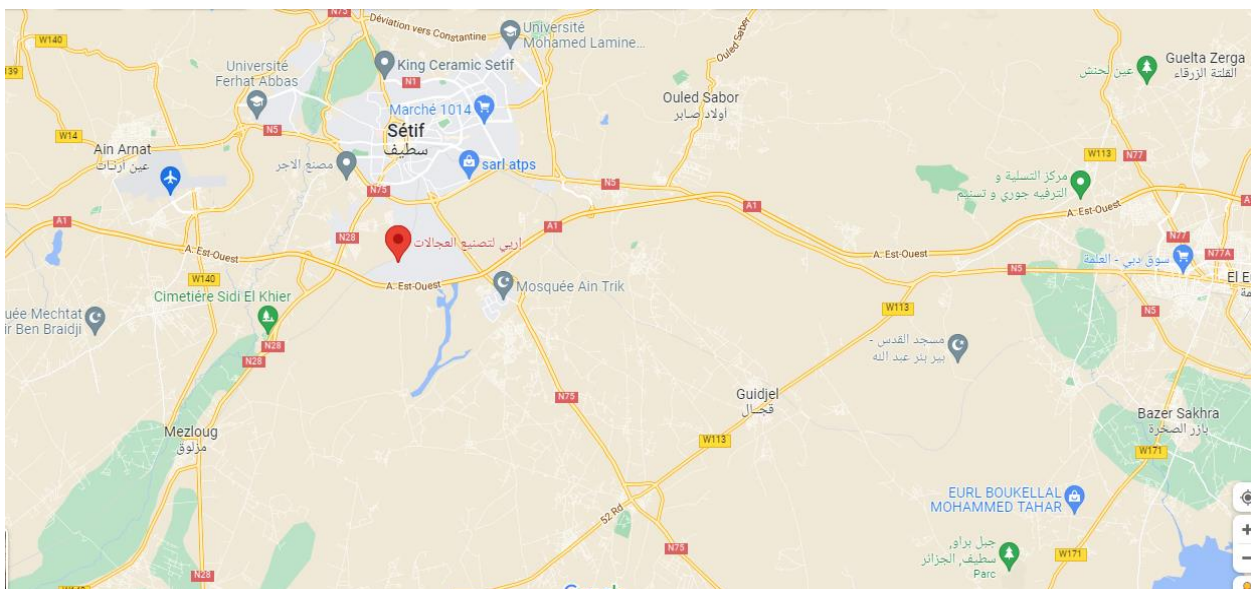 N75
Déviation vers Constantine
Université
Mohamed Lamine...
W140
139
Université
Ferhat Abbas
King Ceramic Setif
N1
Marché 1014
Ouled Saber
Ouled Sabor
أولاد صابر
عين لحنش
Guelta Zerga
القلتة الزرقاء
W14
N5
Sétif
سطيف
Ain Arnat
عين أرنات
مصنع الاجر
sarl atps
N75
N5
W113
N77
مركز التسلية و
الترفيه جوري و تسنيم
A1
A1
A1
A. Est-Ouest
N28
إربي لتصنيع العجالات
A. Est-Ouest
A. Est-Ouest
A. Est-Ouest
N77
N77A
سوق دبي - العلمة
N5
W140
Mosquée Ain Trik
Cimetiére Sidi El Khier
El E
مة
uée Mechtat
ir Ben Braidji
N28
N28
W113
N5
مسجد القدس -
بير بنر عبد الله
N75
Guidjel
قجال
Bazer Sakhra
بازر الصخرة
Mezloug
مزلوق
W113
W171
EURL BOUKELLAL
MOHAMMED TAHAR
52 Rd
N75
جبل براو,
سطيف, الجزائر
Parc
W171
N28